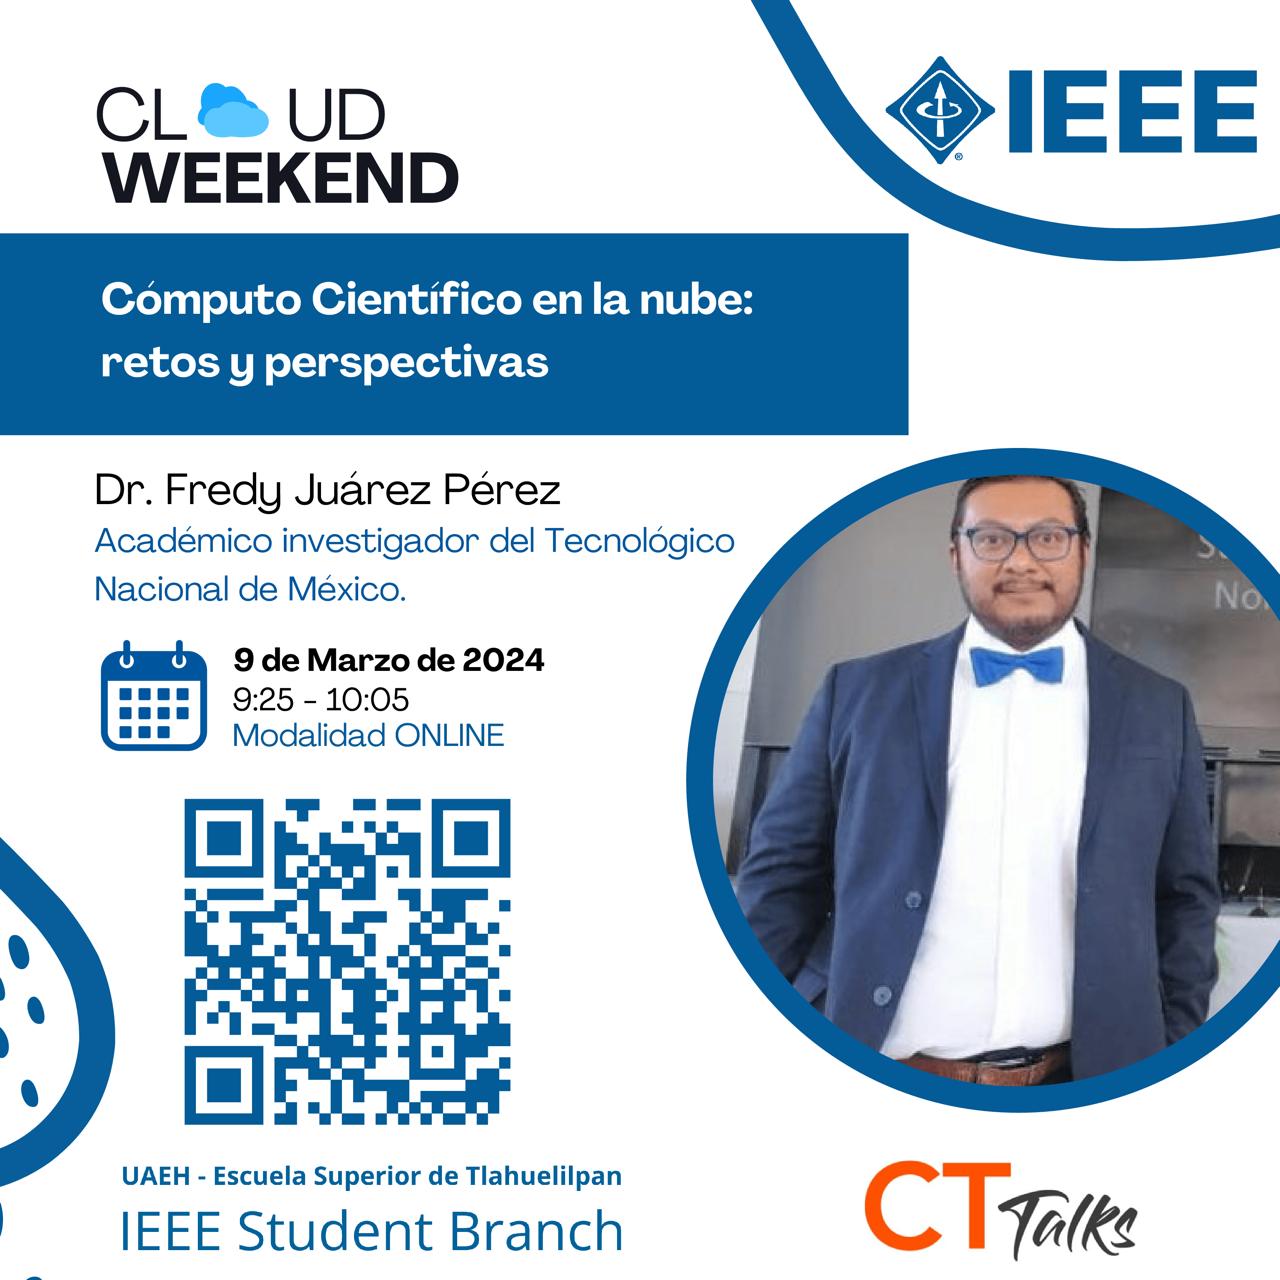 CLOUD
WEEKEND
IEEE
®
Cómputo Científico en la nube:
retos y perspectivas
Dr. Fredy Juárez Pérez
Académico investigador del Tecnológico
Nacional de México.
9 de Marzo de 2024
9:25 - 10:05
Modalidad ONLINE
UAEH - Escuela Superior de Tlahuelilpan
IEEE Student Branch
CT Talks